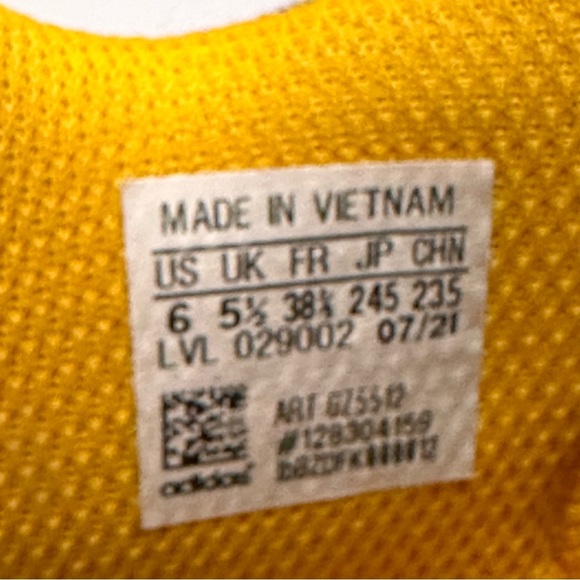 MADE IN VIETNAM
US UK FR JP CHN
6 5½ 38⅔ 245 235
LVL 029002 07/21
ART GZ5512
#128304159
adidas